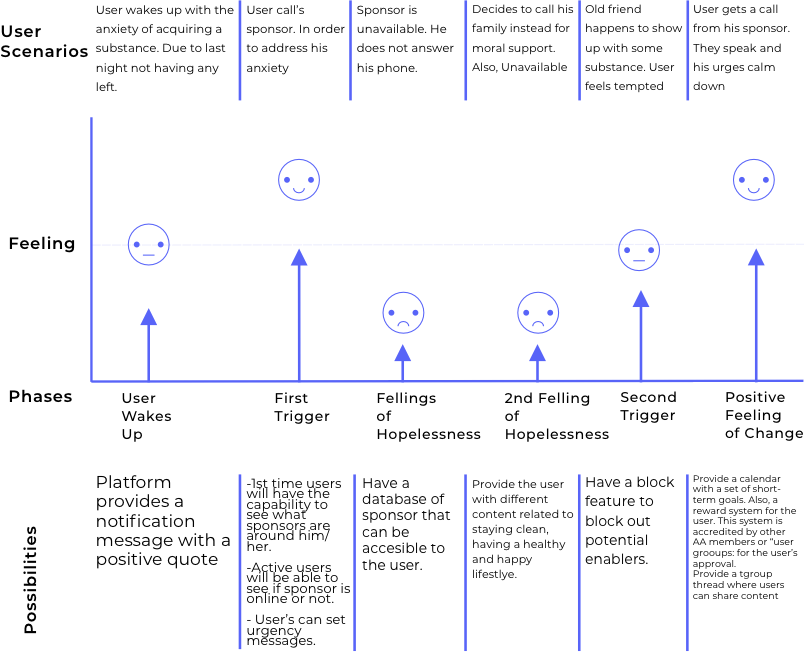 User
Scenarios
User wakes up with the
anxiety of acquiring a
substance. Due to last
night not having any
left.
User call's
sponsor. In order
to address his
anxiety
Sponsor is
unavailable. He
does not answer
his phone.
Decides to call his
family instead for
moral support.
Also, Unavailable
Old friend
happens to show
up with some
substance. User
feels tempted
User gets a call
from his sponsor.
They speak and
his urges calm
down
Feeling
Phases
User
Wakes
Up
First
Trigger
Fellings
of
Hopelessness
2nd Felling
of
Hopelessness
Second
Trigger
Positive
Feeling
of Change
Possibilities
Platform
provides a
notification
message with a
positive quote
-1st time users
will have the
capability to
see what
sponsors are
around him/
her.
-Active users
will be able to
see if sponsor is
online or not.
- User's can set
urgency
messages.
Have a
database of
sponsor that
can be
accesible to
the user.
Provide the user
with different
content related to
staying clean,
having a healthy
and happy
lifestlye.
Have a block
feature to
block out
potential
enablers.
Provide a calendar
with a set of short-
term goals. Also, a
reward system for the
user. This system is
accredited by other
AA members or "user
grooups: for the user's
approval.
Provide a tgroup
thread where users
can share content